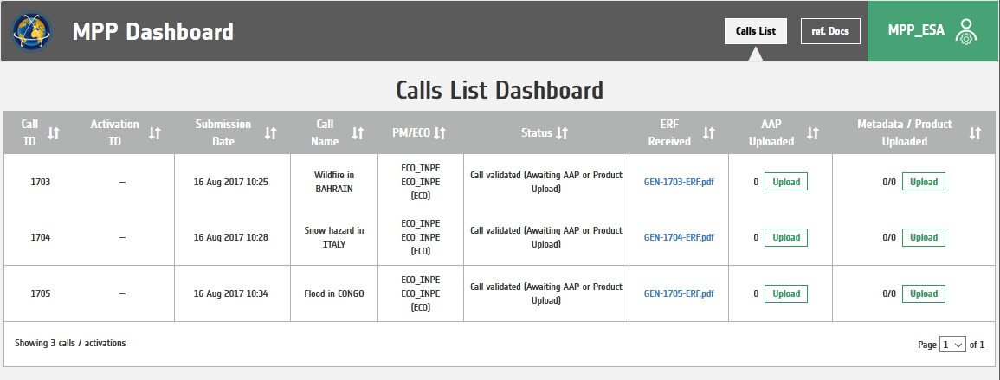 MPP Dashboard
Calls List
ref. Docs
MPP_ESA
Calls List Dashboard
Call ID
Activation ID
Submission Date
Call Name
PM/ECO
Status
ERF Received
AAP Uploaded
Metadata / Product Uploaded
1703
—
16 Aug 2017 10:25
Wildfire in
BAHRAIN
ECO_INPE
ECO_INPE
(ECO)
Call validated (Awaiting AAP or Product
Upload)
GEN-1703-ERF.pdf
0 Upload
0/0 Upload
1704
—
16 Aug 2017 10:28
Snow hazard in
ITALY
ECO_INPE
ECO_INPE
(ECO)
Call validated (Awaiting AAP or Product
Upload)
GEN-1704-ERF.pdf
0 Upload
0/0 Upload
1705
—
16 Aug 2017 10:34
Flood in CONGO
ECO_INPE
ECO_INPE
(ECO)
Call validated (Awaiting AAP or Product
Upload)
GEN-1705-ERF.pdf
0 Upload
0/0 Upload
Showing 3 calls / activations
Page 1 of 1